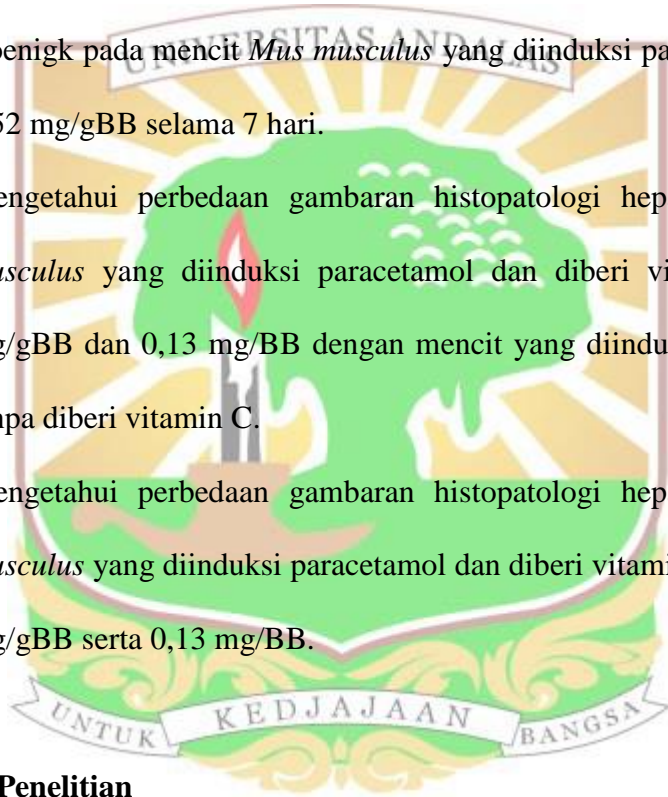 UNIVERSITAS ANDALAS
oenigk pada mencit Mus musculus yang diinduksi pa
52 mg/gBB selama 7 hari.
engetahui perbedaan gambaran histopatologi hep
usculus yang diinduksi paracetamol dan diberi vi
g/gBB dan 0,13 mg/BB dengan mencit yang diindu
npa diberi vitamin C.
engetahui perbedaan gambaran histopatologi hep
usculus yang diinduksi paracetamol dan diberi vitami
g/gBB serta 0,13 mg/BB.
UNTUK KEDJAJAAN BANGSA
Penelitian